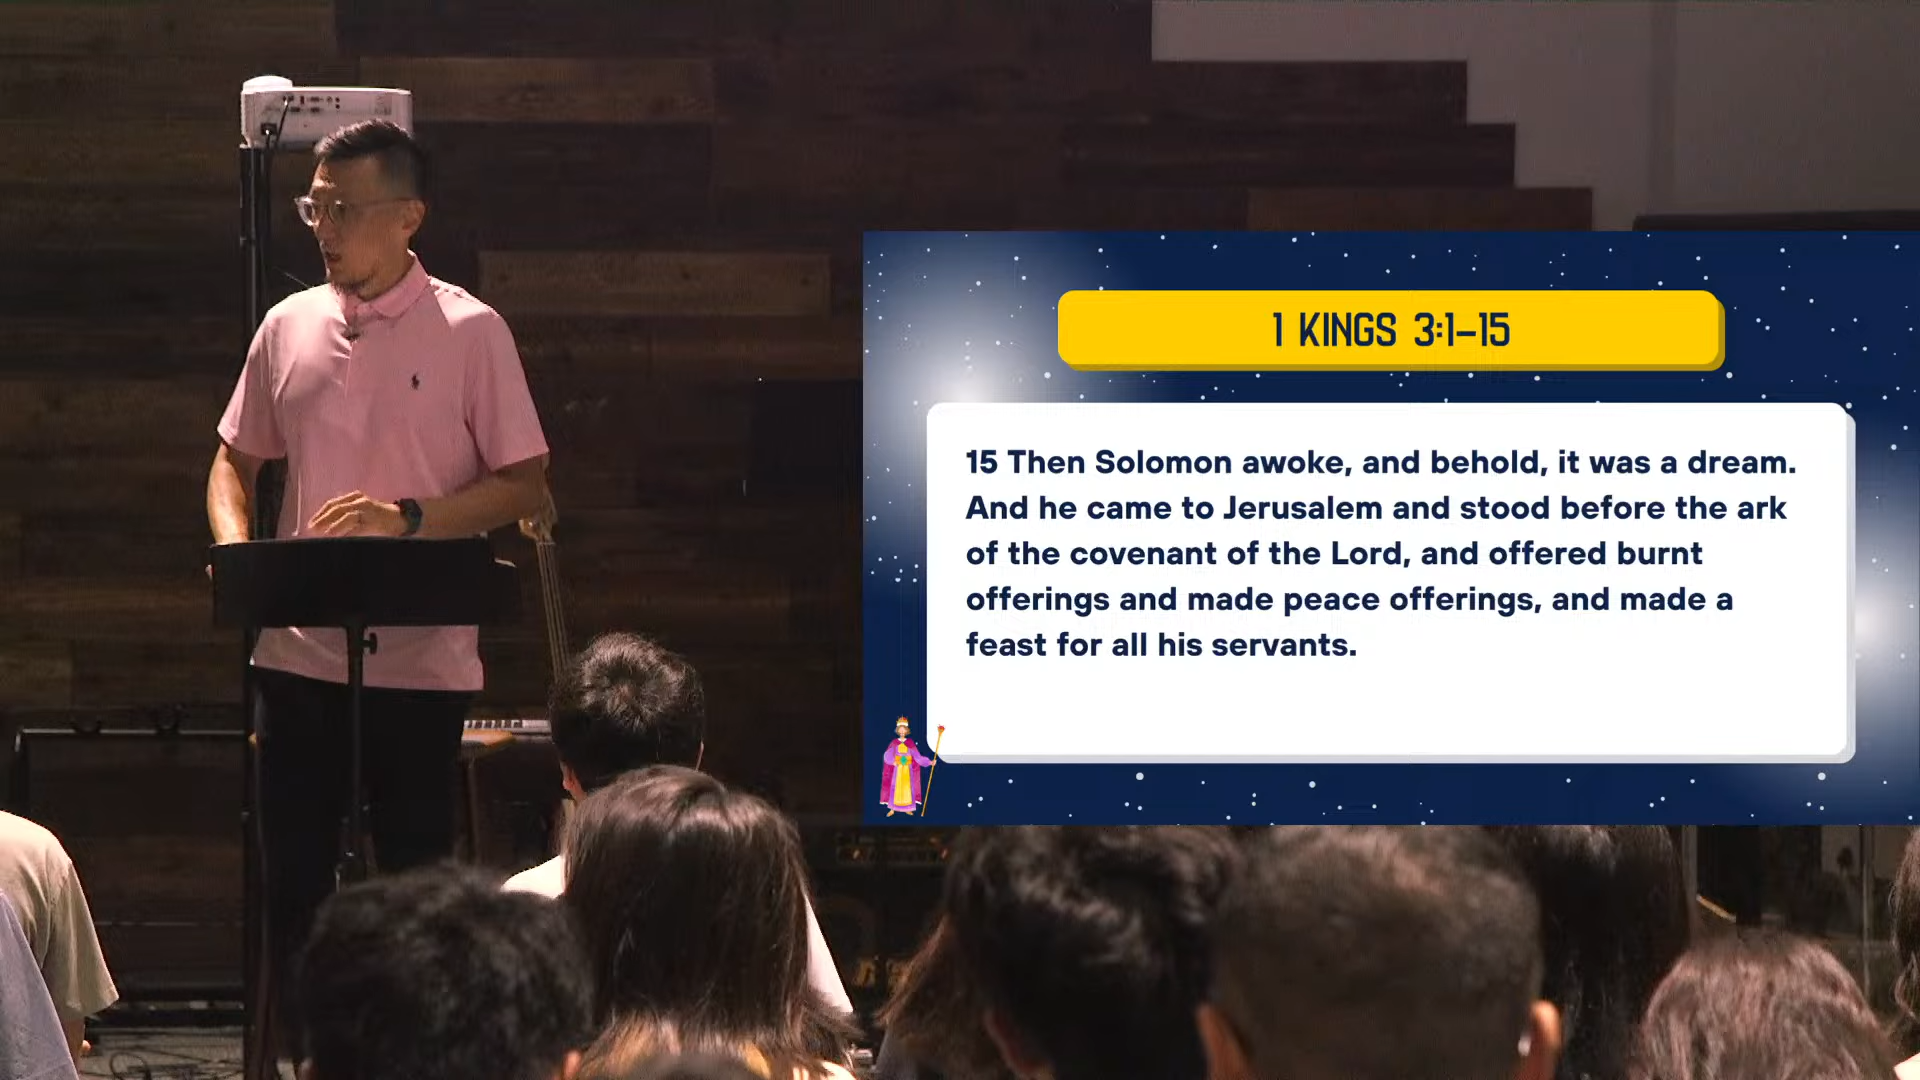 1 KINGS 3:1–15
15 Then Solomon awoke, and behold, it was a dream.
And he came to Jerusalem and stood before the ark
of the covenant of the Lord, and offered burnt
offerings and made peace offerings, and made a
feast for all his servants.